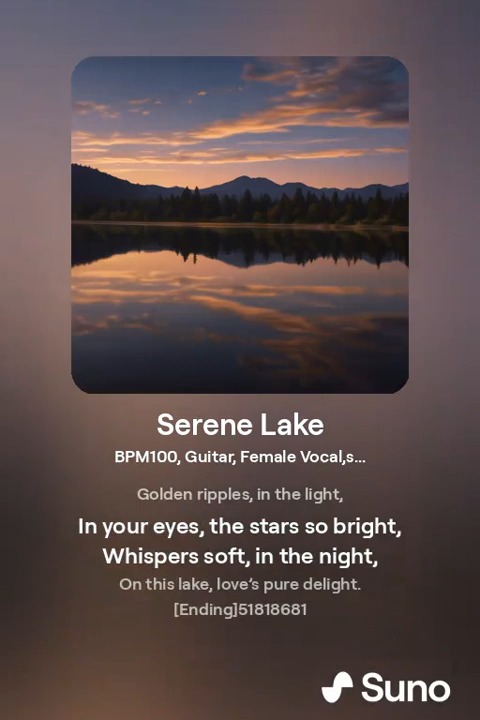 Serene Lake
BPM100, Guitar, Female Vocal,s...
Golden ripples, in the light,
In your eyes, the stars so bright,
Whispers soft, in the night,
On this lake, love's pure delight.
[Ending]51818681
Suno